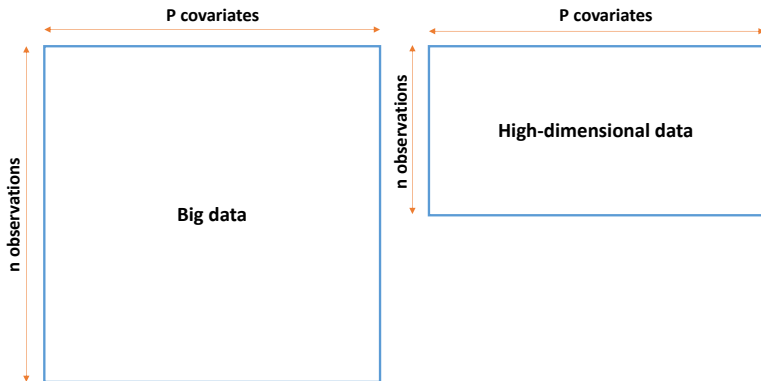 P covariates
n observations
Big data
P covariates
n observations
High-dimensional data